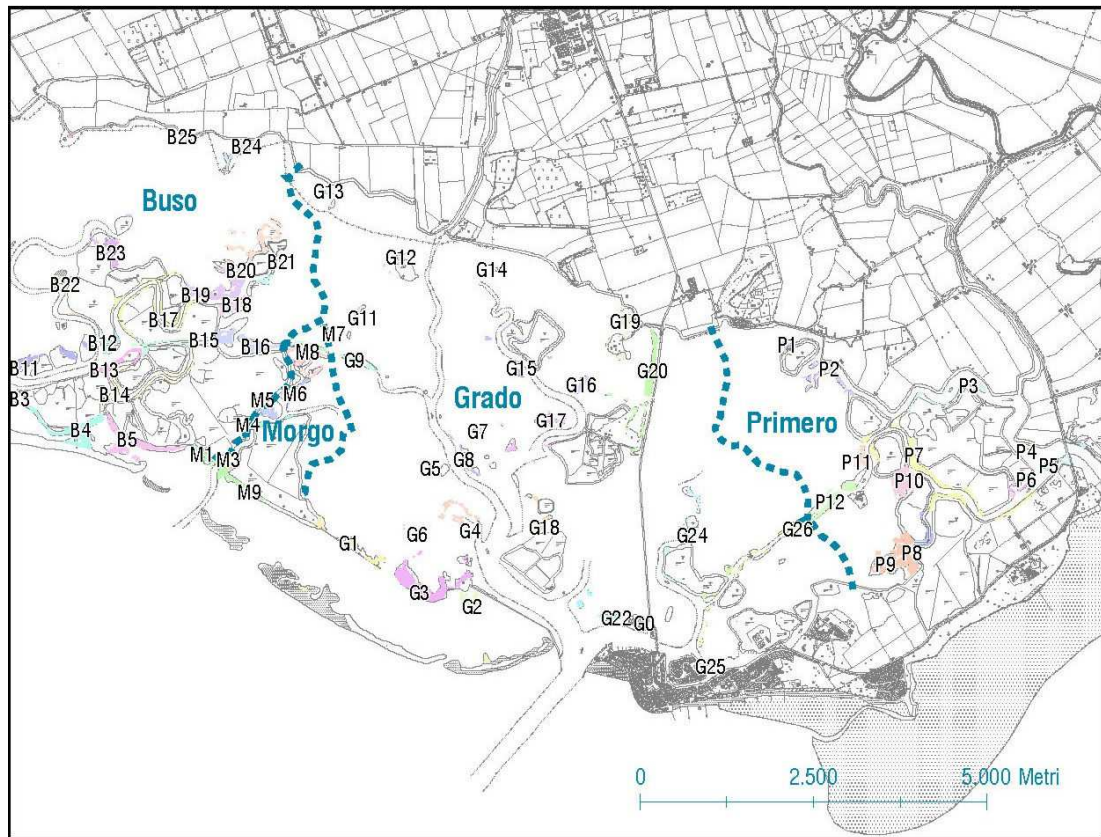 B25
B24
G13
Buso
B23
B21
B20
G12
G14
B22
B19
B18
B17
G11
G19
M7
B15
B16
B12
M8
G9
P1
B11
B13
G15
G20
P2
B14
G16
P3
B3
M6
M5
Grado
G17
Primero
B4
B5
M4
Morgo
G7
P4
M1
M3
G8
G5
P11
P7
P5
M9
P10
P6
P12
G18
G26
G24
G4
G6
G1
P8
P9
G3
G2
G22
G0
G25
0
2.500
5.000 Metri